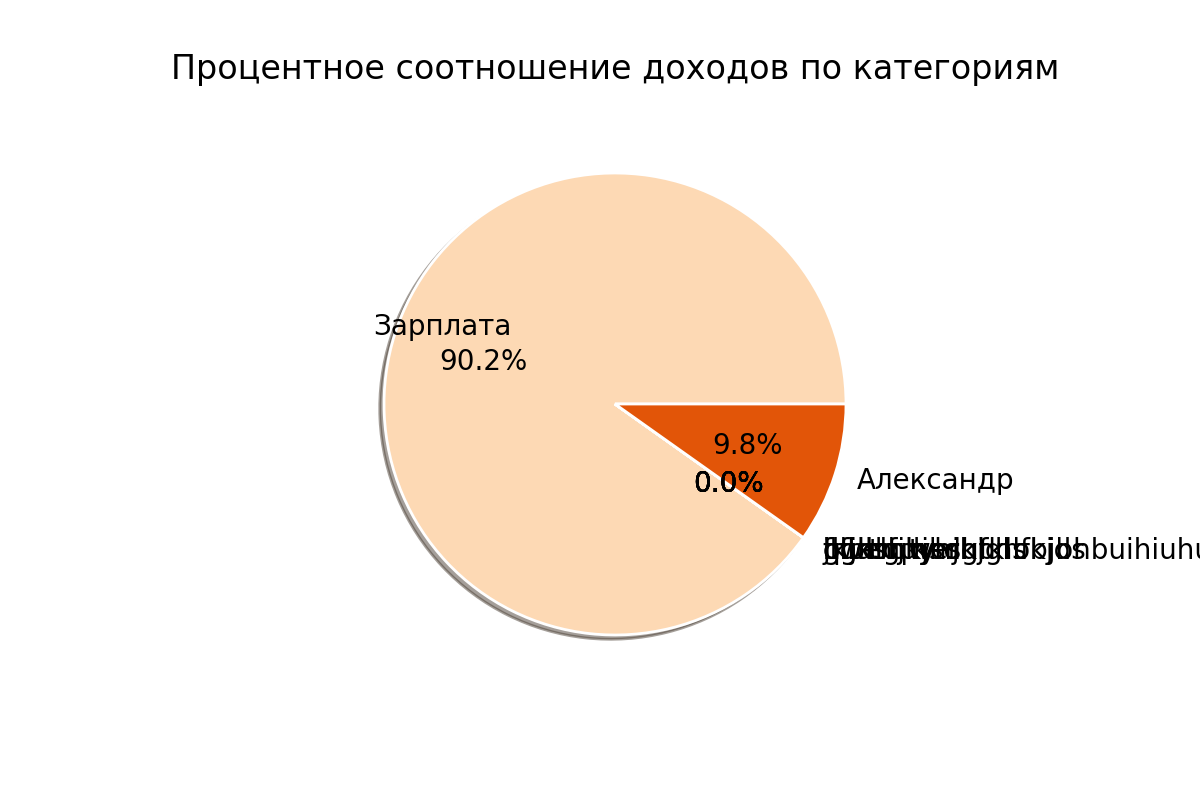 Процентное соотношение доходов по категориям
Зарплата
90.2%
9.8%
0.0%
Александр